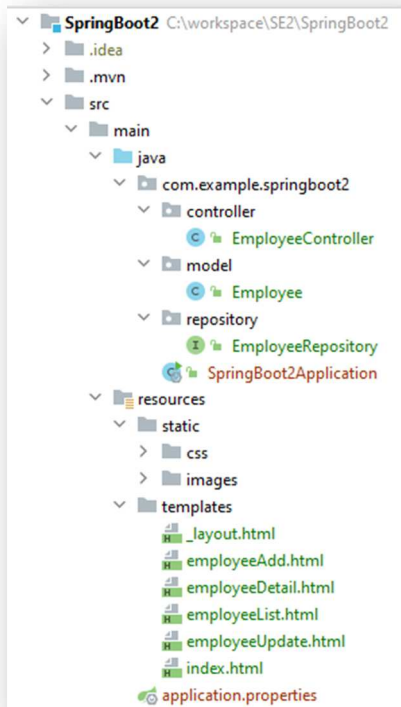 SpringBoot2 C:\workspace\SE2\SpringBoot2
.idea
.mvn
src
main
java
com.example.springboot2
controller
C EmployeeController
model
C Employee
repository
I EmployeeRepository
SpringBoot2Application
resources
static
css
images
templates
H _layout.html
H employeeAdd.html
H employeeDetail.html
H employeeList.html
H employeeUpdate.html
H index.html
application.properties